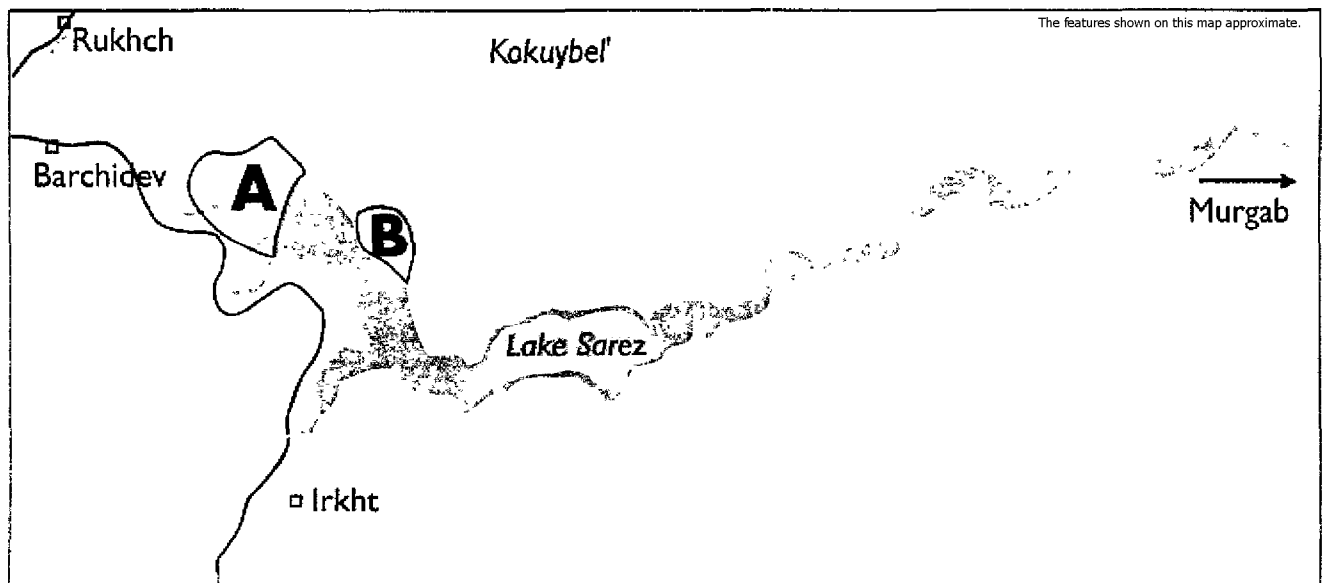 The features shown on this map approximate.
Rukhch
Kokuybel'
Barchidev
A
B
Murgab
Lake Sarez
Irkht